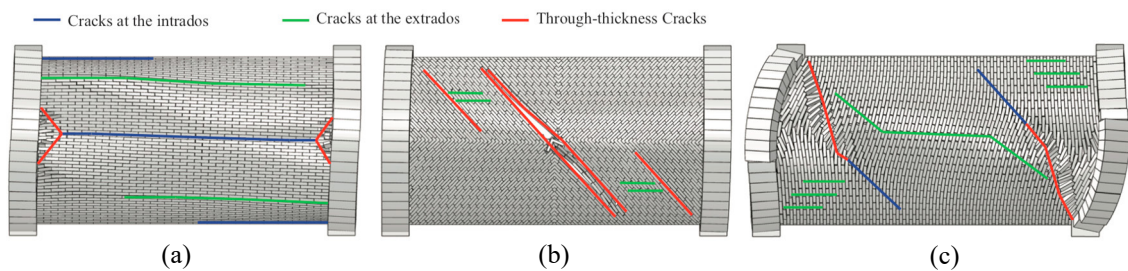 Cracks at the intrados Cracks at the extrados Through-thickness Cracks
(a) (b) (c)